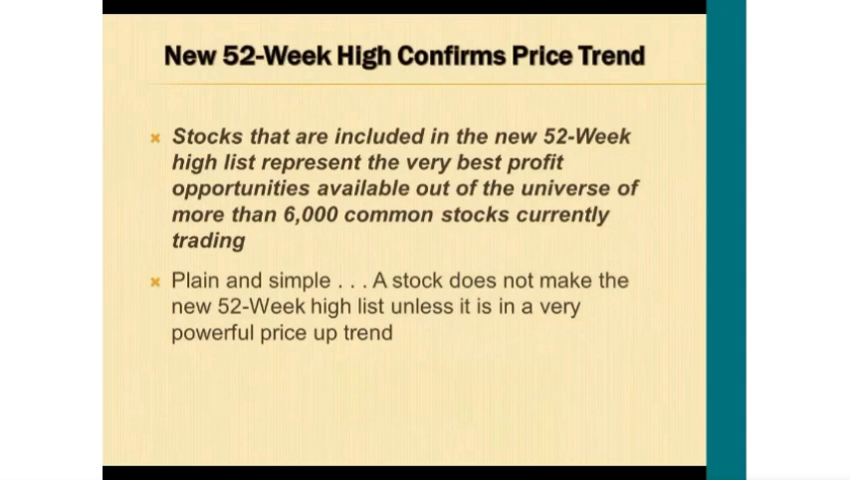 New 52-Week High Confirms Price Trend
Stocks that are included in the new 52-Week
high list represent the very best profit
opportunities available out of the universe of
more than 6,000 common stocks currently
trading
Plain and simple . . . A stock does not make the
new 52-Week high list unless it is in a very
powerful price up trend